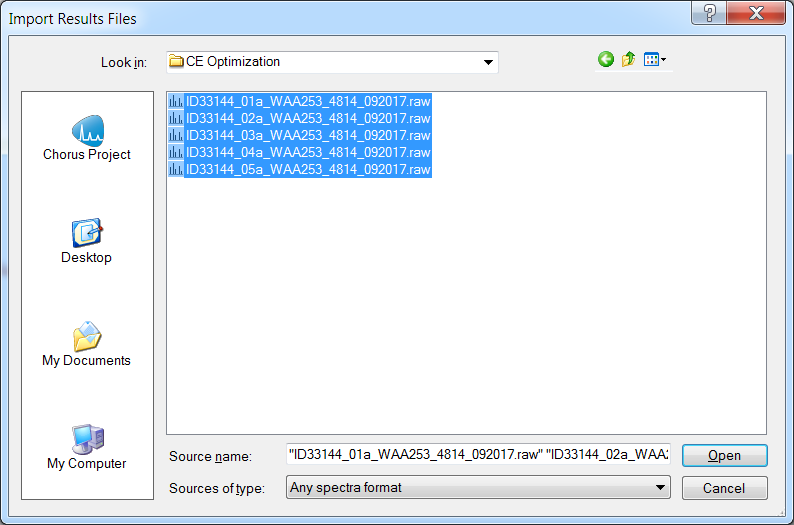 Import Results Files
?
Look in:
CE Optimization
Chorus Project
Desktop
My Documents
My Computer
ID33144_01a_WAA253_4814_092017.raw
ID33144_02a_WAA253_4814_092017.raw
ID33144_03a_WAA253_4814_092017.raw
ID33144_04a_WAA253_4814_092017.raw
ID33144_05a_WAA253_4814_092017.raw
Source name:
"ID33144_01a_WAA253_4814_092017.raw" "ID33144_02a_WAA2
Open
Sources of type:
Any spectra format
Cancel